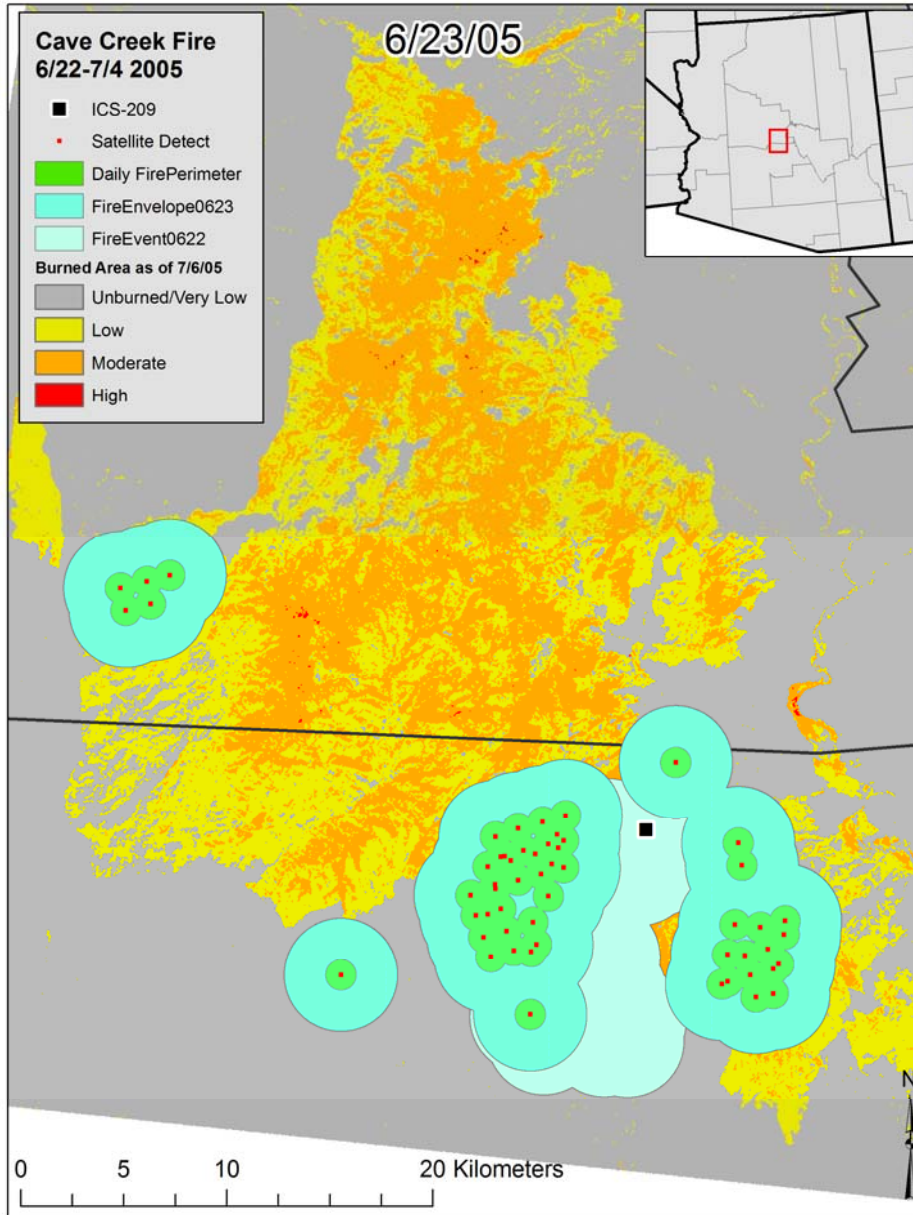 6/23/05
Cave Creek Fire
6/22-7/4 2005
ICS-209
Satellite Detect
Daily FirePerimeter
FireEnvelope0623
FireEvent0622
Burned Area as of 7/6/05
Unburned/Very Low
Low
Moderate
High
N
0 5 10 20 Kilometers